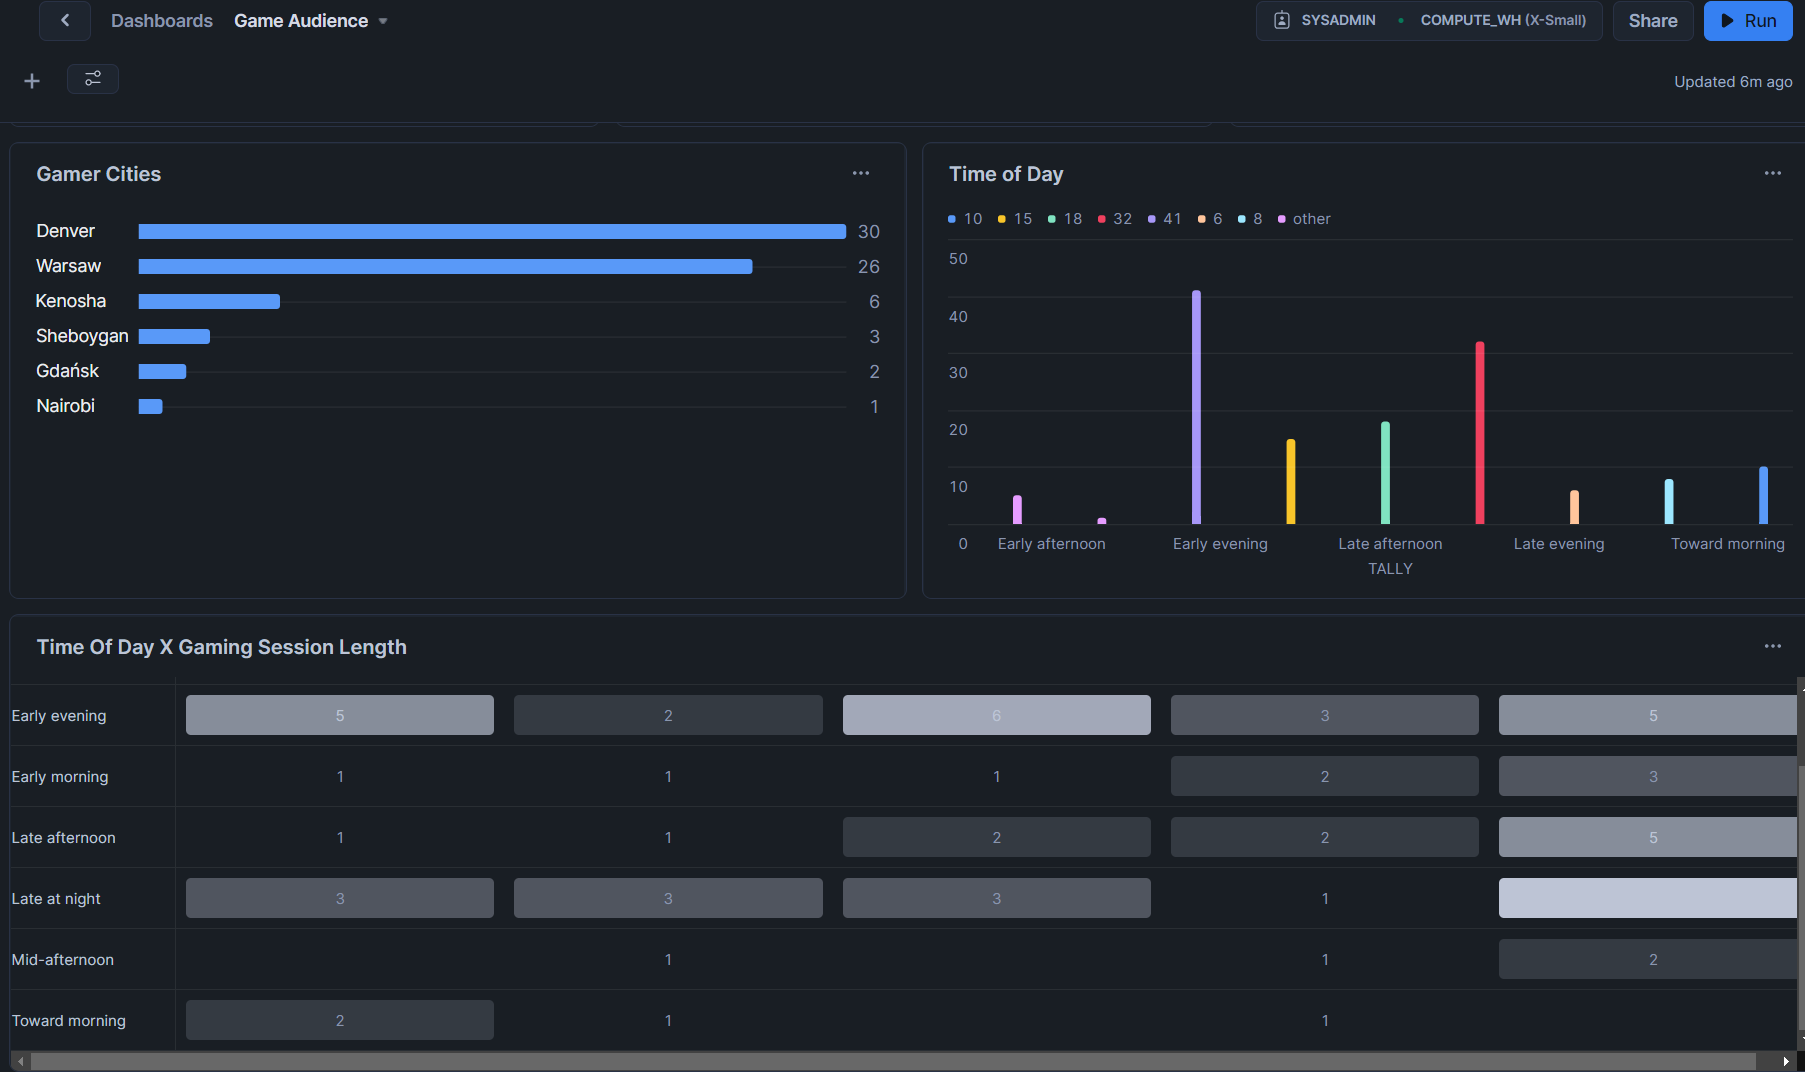 Dashboards Game Audience SYSADMIN • COMPUTE_WH (X-Small) Share Run
Updated 6m ago
Gamer Cities
Denver 30
Warsaw 26
Kenosha 6
Sheboygan 3
Gdańsk 2
Nairobi 1
Time of Day
10 15 18 32 41 6 8 other
50
40
30
20
10
0 Early afternoon Early evening Late afternoon Late evening Toward morning
TALLY
Time Of Day X Gaming Session Length
Early evening 5 2 6 3 5
Early morning 1 1 1 2 3
Late afternoon 1 1 2 2 5
Late at night 3 3 3 1
Mid-afternoon 1 1 2
Toward morning 2 1 1